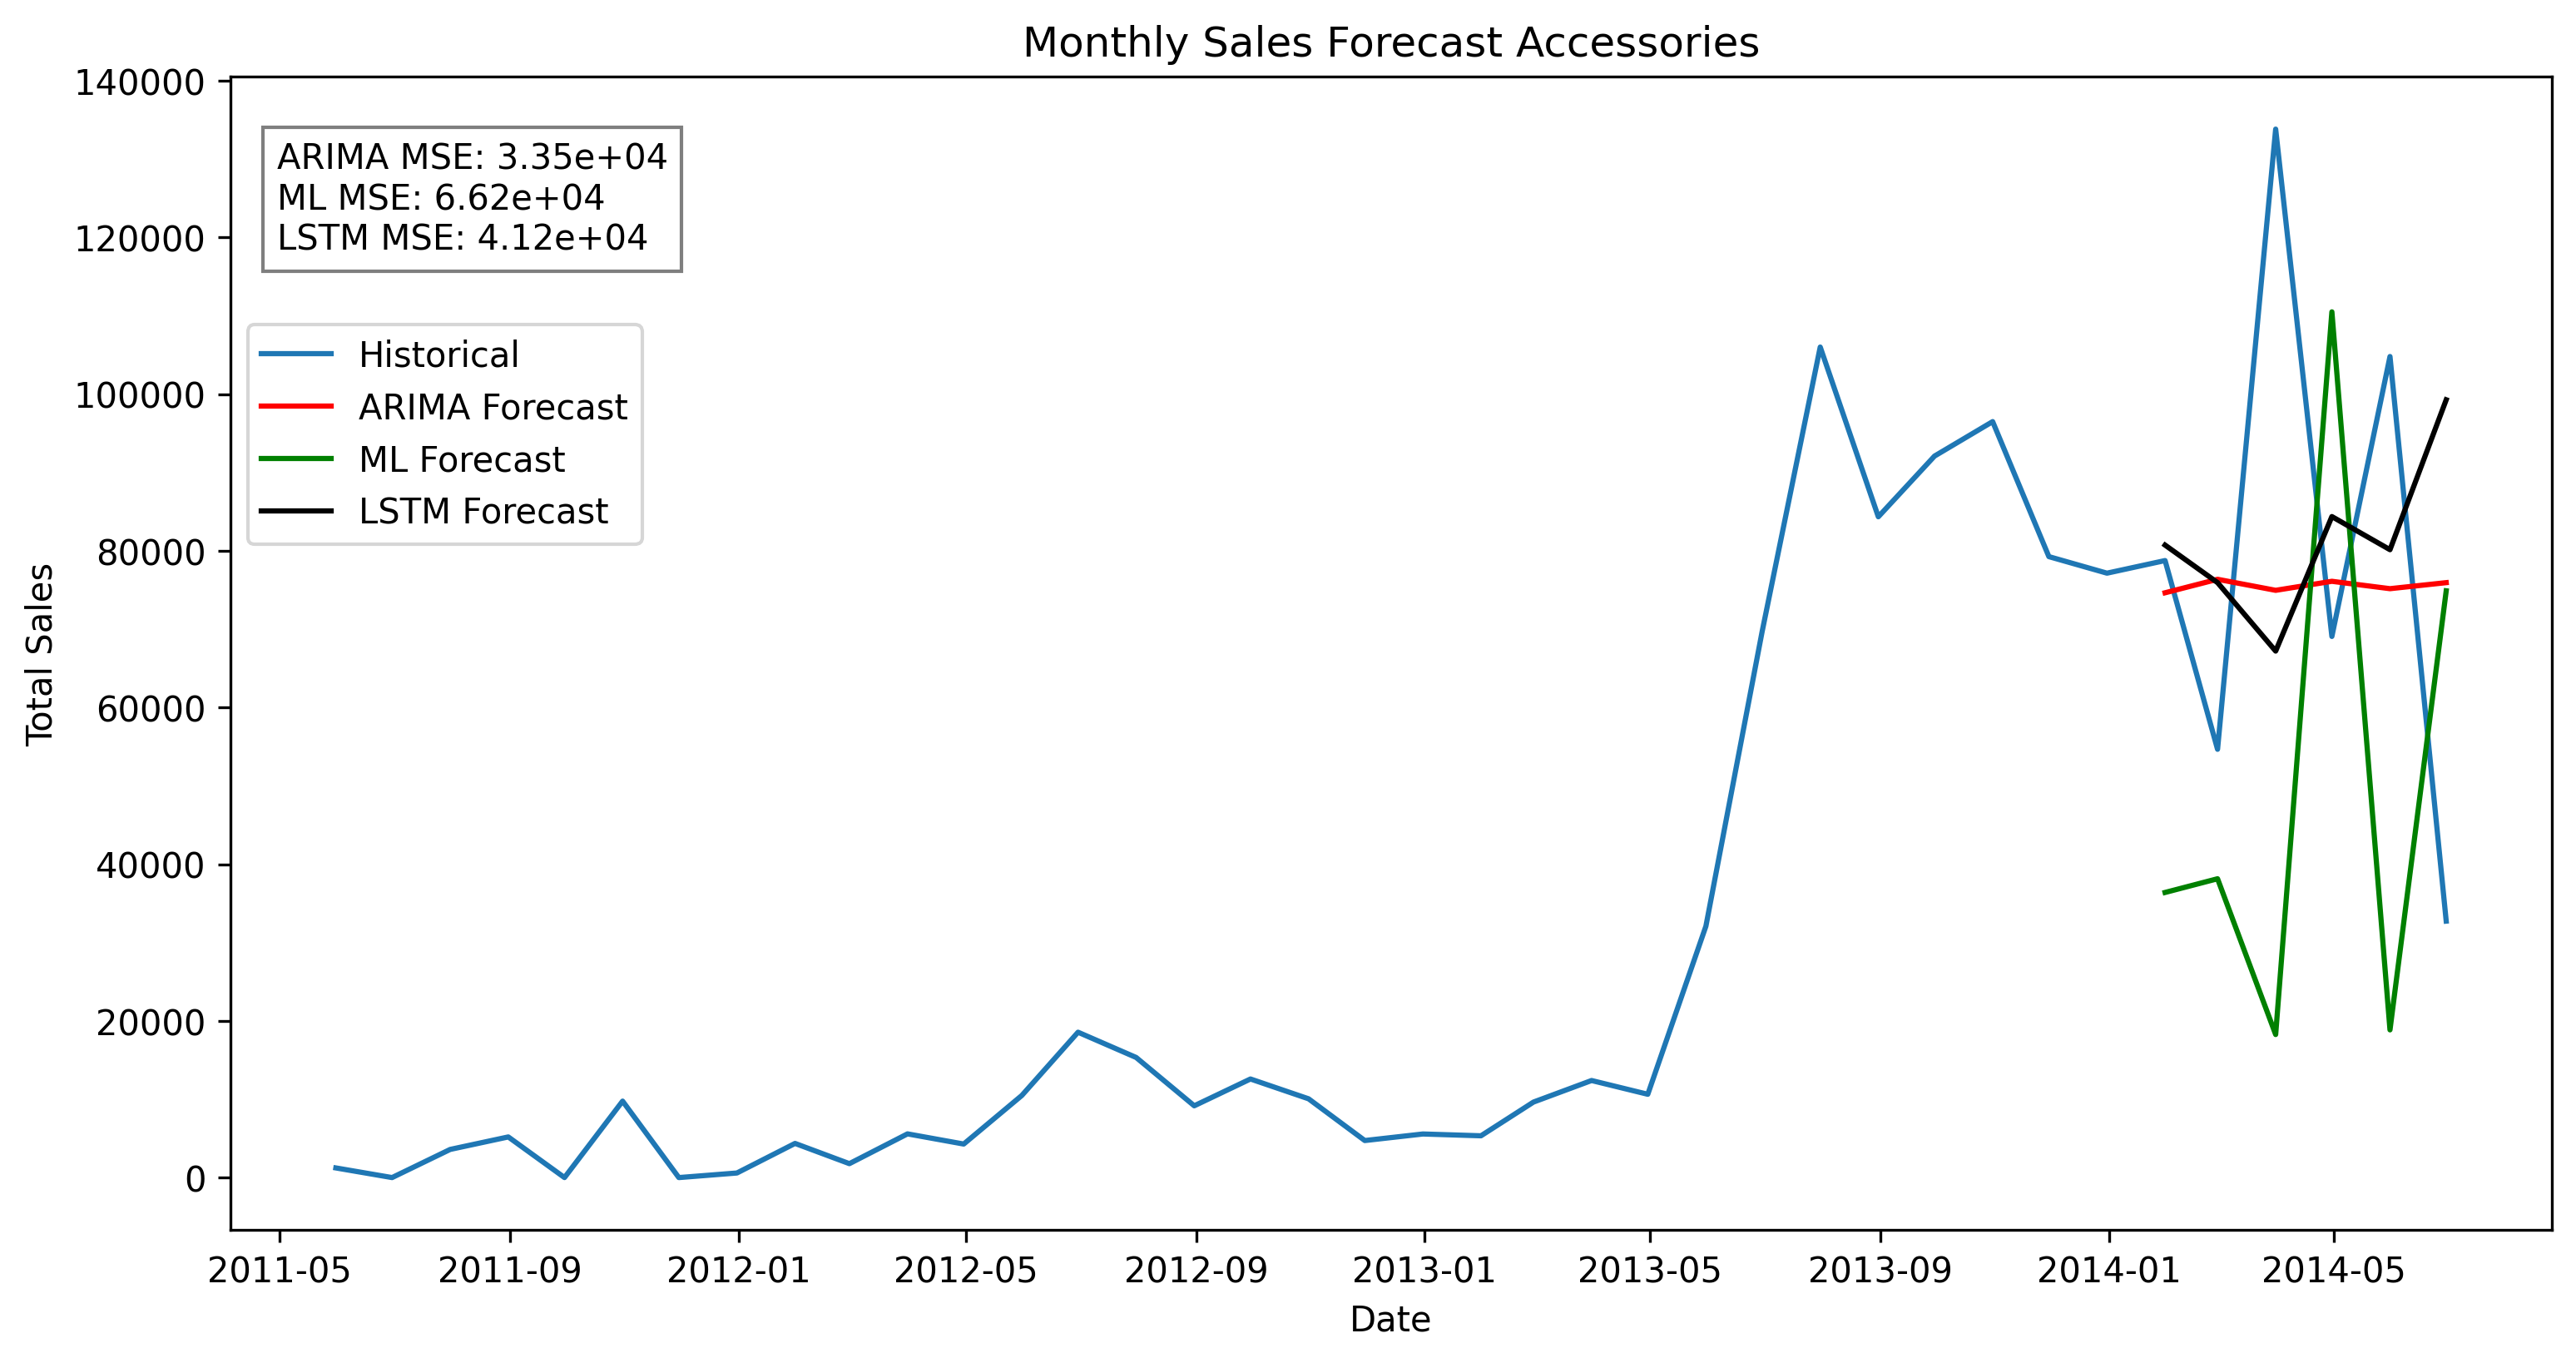 Monthly Sales Forecast Accessories
140000
120000
100000
80000
60000
40000
20000
0
Total Sales
ARIMA MSE: 3.35e+04
ML MSE: 6.62e+04
LSTM MSE: 4.12e+04
Historical
ARIMA Forecast
ML Forecast
LSTM Forecast
2011-05 2011-09 2012-01 2012-05 2012-09 2013-01 2013-05 2013-09 2014-01 2014-05
Date